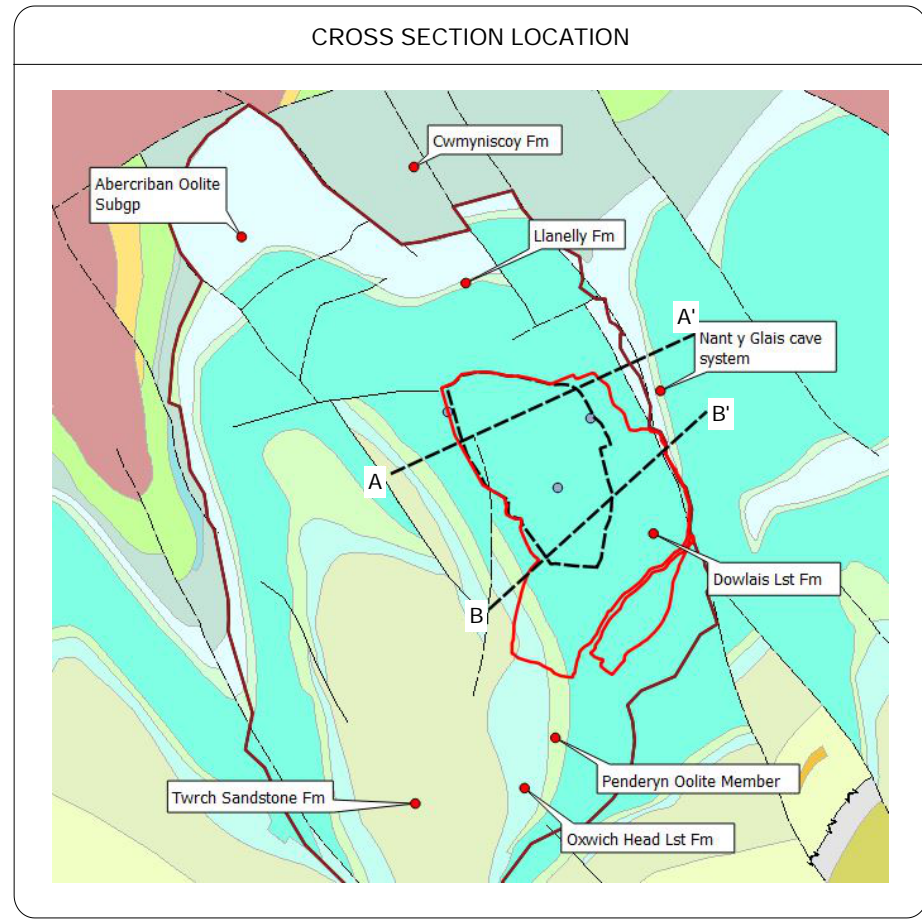 CROSS SECTION LOCATION
Cwmyniscoy Fm
Abercriban Oolite
Subgp
Llanelly Fm
A'
Nant y Glais cave
system
B'
A
Dowlais Lst Fm
B
Penderyn Oolite Member
Twrch Sandstone Fm
Oxwich Head Lst Fm